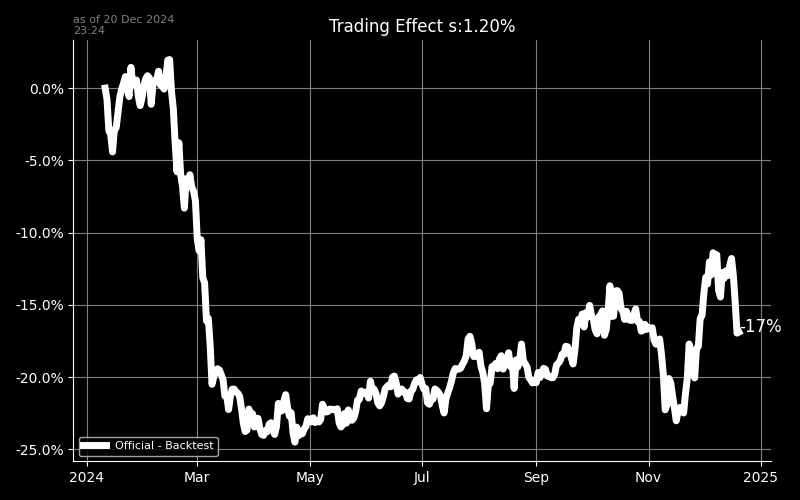 as of 20 Dec 2024
23:24
Trading Effect s:1.20%
0.0%
-5.0%
-10.0%
-15.0%
-20.0%
-25.0%
-17%
Official - Backtest
2024
Mar
May
Jul
Sep
Nov
2025